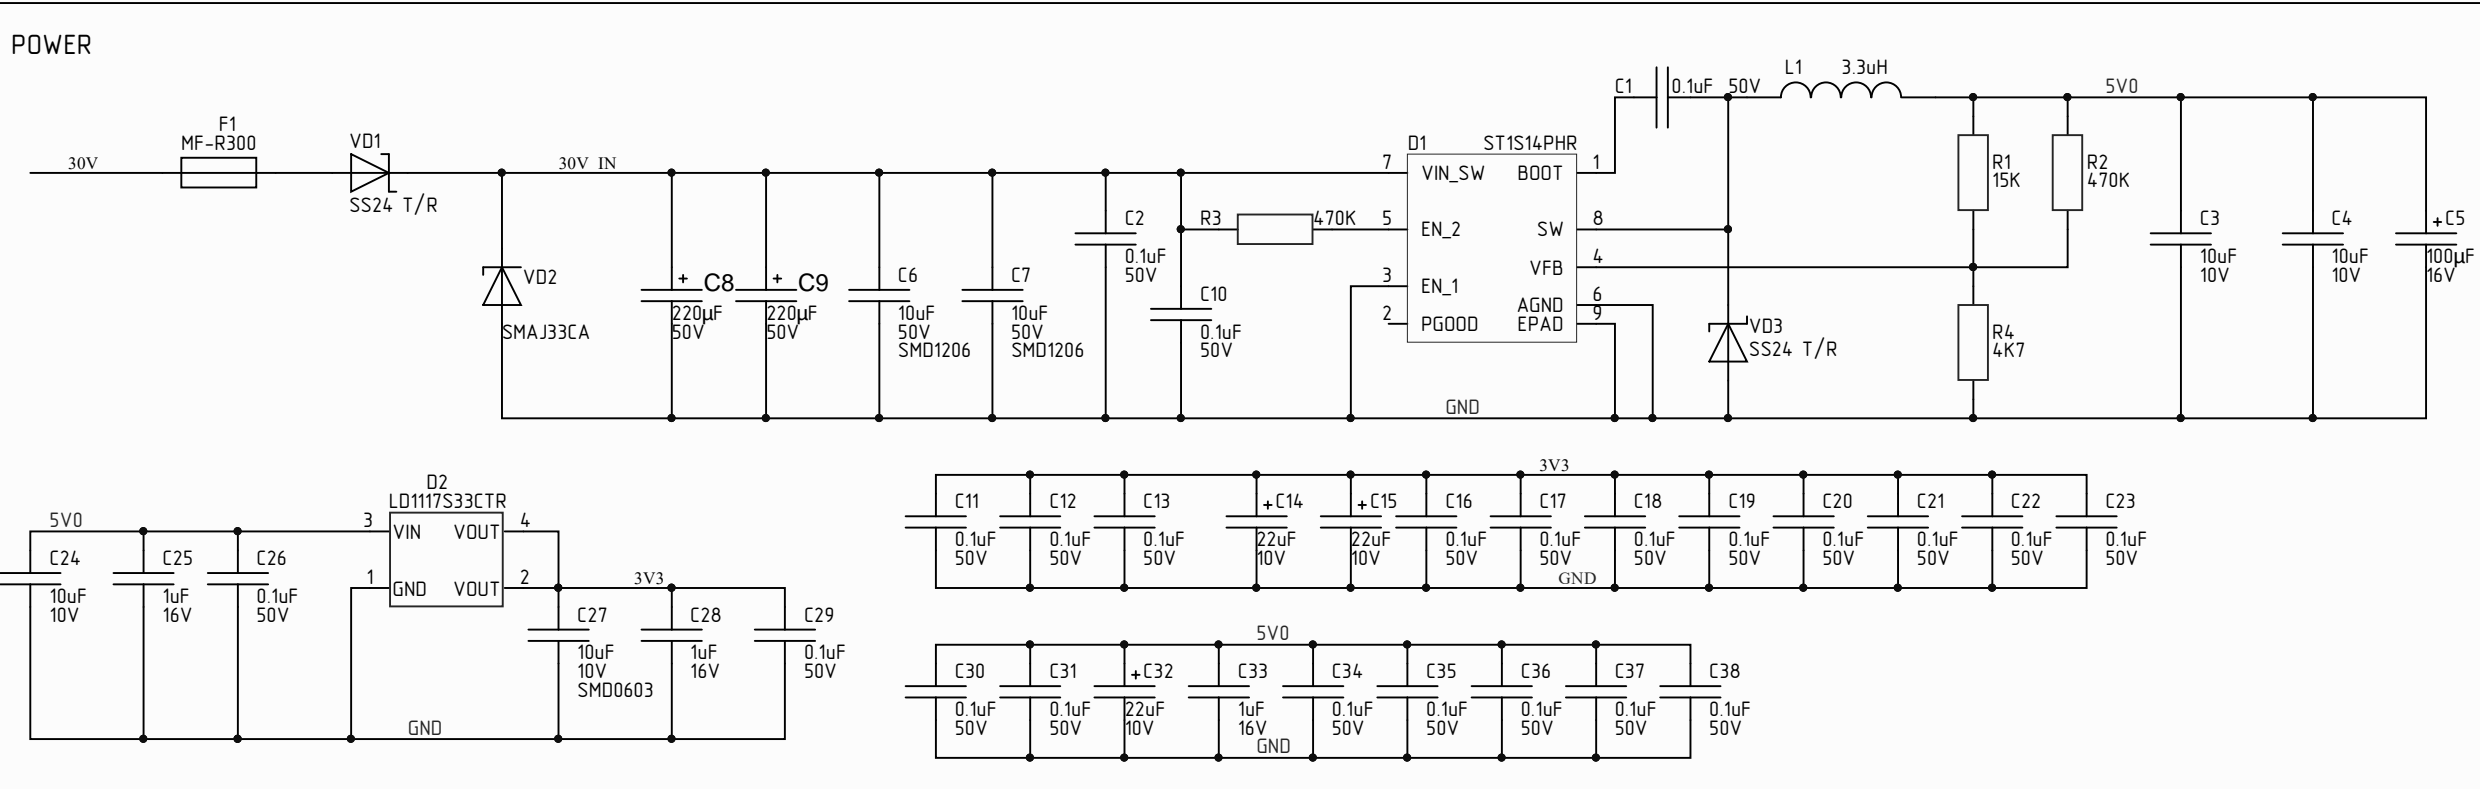 POWER
F1
MF-R300
30V
VD1
SS24 T/R
30V IN
VD2
SMAJ33CA
+ C8
220µF
50V
+ C9
220µF
50V
C6
10uF
50V
SMD1206
C7
10uF
50V
SMD1206
C2
0.1uF
50V
C10
0.1uF
50V
R3 470K
D1 ST1S14PHR
7 VIN_SW BOOT 1
5 EN_2 SW 8
VFB 4
3 EN_1
AGND 6
2 PGOOD EPAD 9
GND
C1 0.1uF 50V
L1 3.3uH
VD3
SS24 T/R
R1
15K
R2
470K
R4
4K7
5V0
C3
10uF
10V
C4
10uF
10V
+C5
100µF
16V
D2
LD1117S33CTR
5V0
3 VIN VOUT 4
1 GND VOUT 2
C24
10uF
10V
C25
1uF
16V
C26
0.1uF
50V
3V3
C27
10uF
10V
SMD0603
C28
1uF
16V
C29
0.1uF
50V
GND
3V3
C11
0.1uF
50V
C12
0.1uF
50V
C13
0.1uF
50V
+C14
22uF
10V
+C15
22uF
10V
C16
0.1uF
50V
C17
0.1uF
50V
C18
0.1uF
50V
C19
0.1uF
50V
C20
0.1uF
50V
C21
0.1uF
50V
C22
0.1uF
50V
C23
0.1uF
50V
GND
5V0
C30
0.1uF
50V
C31
0.1uF
50V
+C32
22uF
10V
C33
1uF
16V
C34
0.1uF
50V
C35
0.1uF
50V
C36
0.1uF
50V
C37
0.1uF
50V
C38
0.1uF
50V
GND